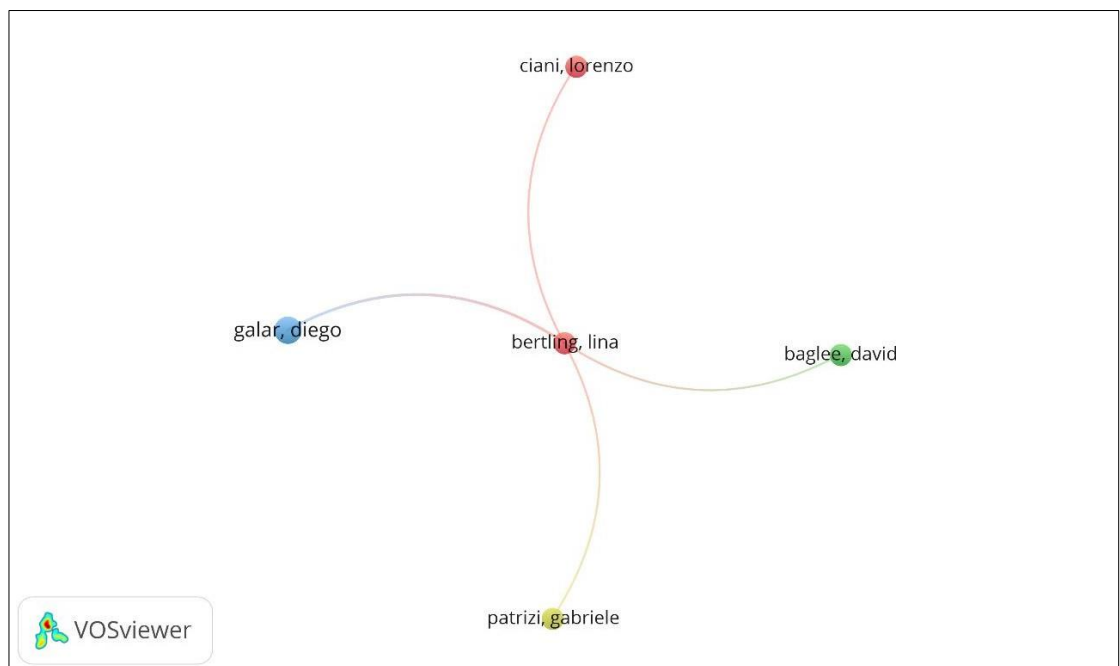 ciani, lorenzo
galar, diego
bertling, lina
baglee, david
patrizi, gabriele
VOSviewer